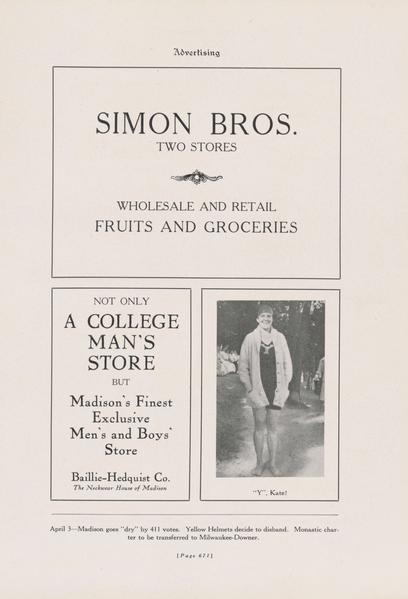 Advertising
SIMON BROS.
TWO STORES
WHOLESALE AND RETAIL
FRUITS AND GROCERIES
NOT ONLY
A COLLEGE
MAN'S
STORE
BUT
Madison's Finest
Exclusive
Men's and Boys'
Store
Baillie-Hedquist Co.
The Neckwear House of Madison
"Y", Kate!
April 3—Madison goes "dry" by 411 votes. Yellow Helmets decide to disband. Monastic char-
ter to be transferred to Milwaukee-Downer.
[Page 671]